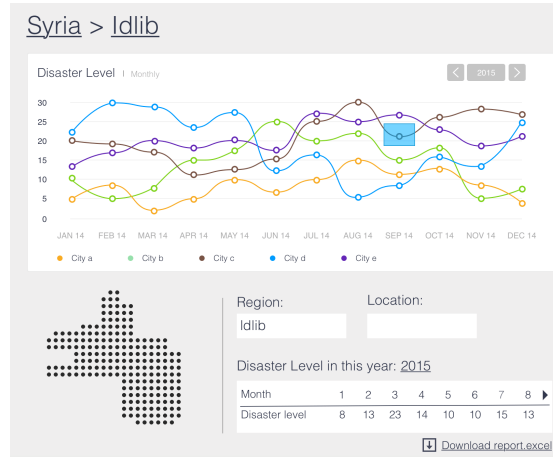 Syria > Idlib
Disaster Level | Monthly
< 2015 >
30
25
20
15
10
5
0
JAN 14 FEB 14 MAR 14 APR 14 MAY 14 JUN 14 JUL 14 AUG 14 SEP 14 OCT 14 NOV 14 DEC 14
City a City b City c City d City e
Region: Location:
Idlib
Disaster Level in this year: 2015
Month 1 2 3 4 5 6 7 8
Disaster level 8 13 23 14 10 10 15 13
Download report.excel